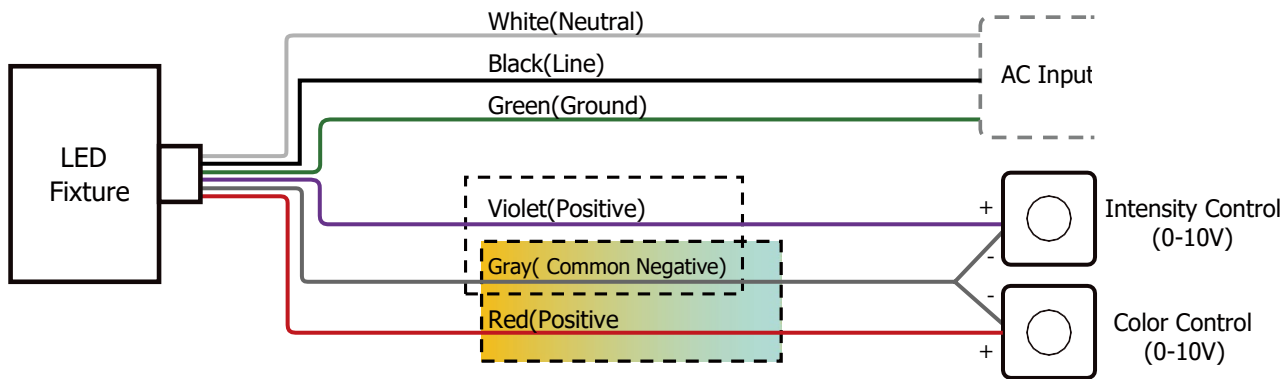 White(Neutral)
Black(Line)
AC Input
Green(Ground)
LED
Fixture
Violet(Positive)
+
Intensity Control
(0-10V)
-
Gray( Common Negative)
-
Red(Positive
Color Control
(0-10V)
+